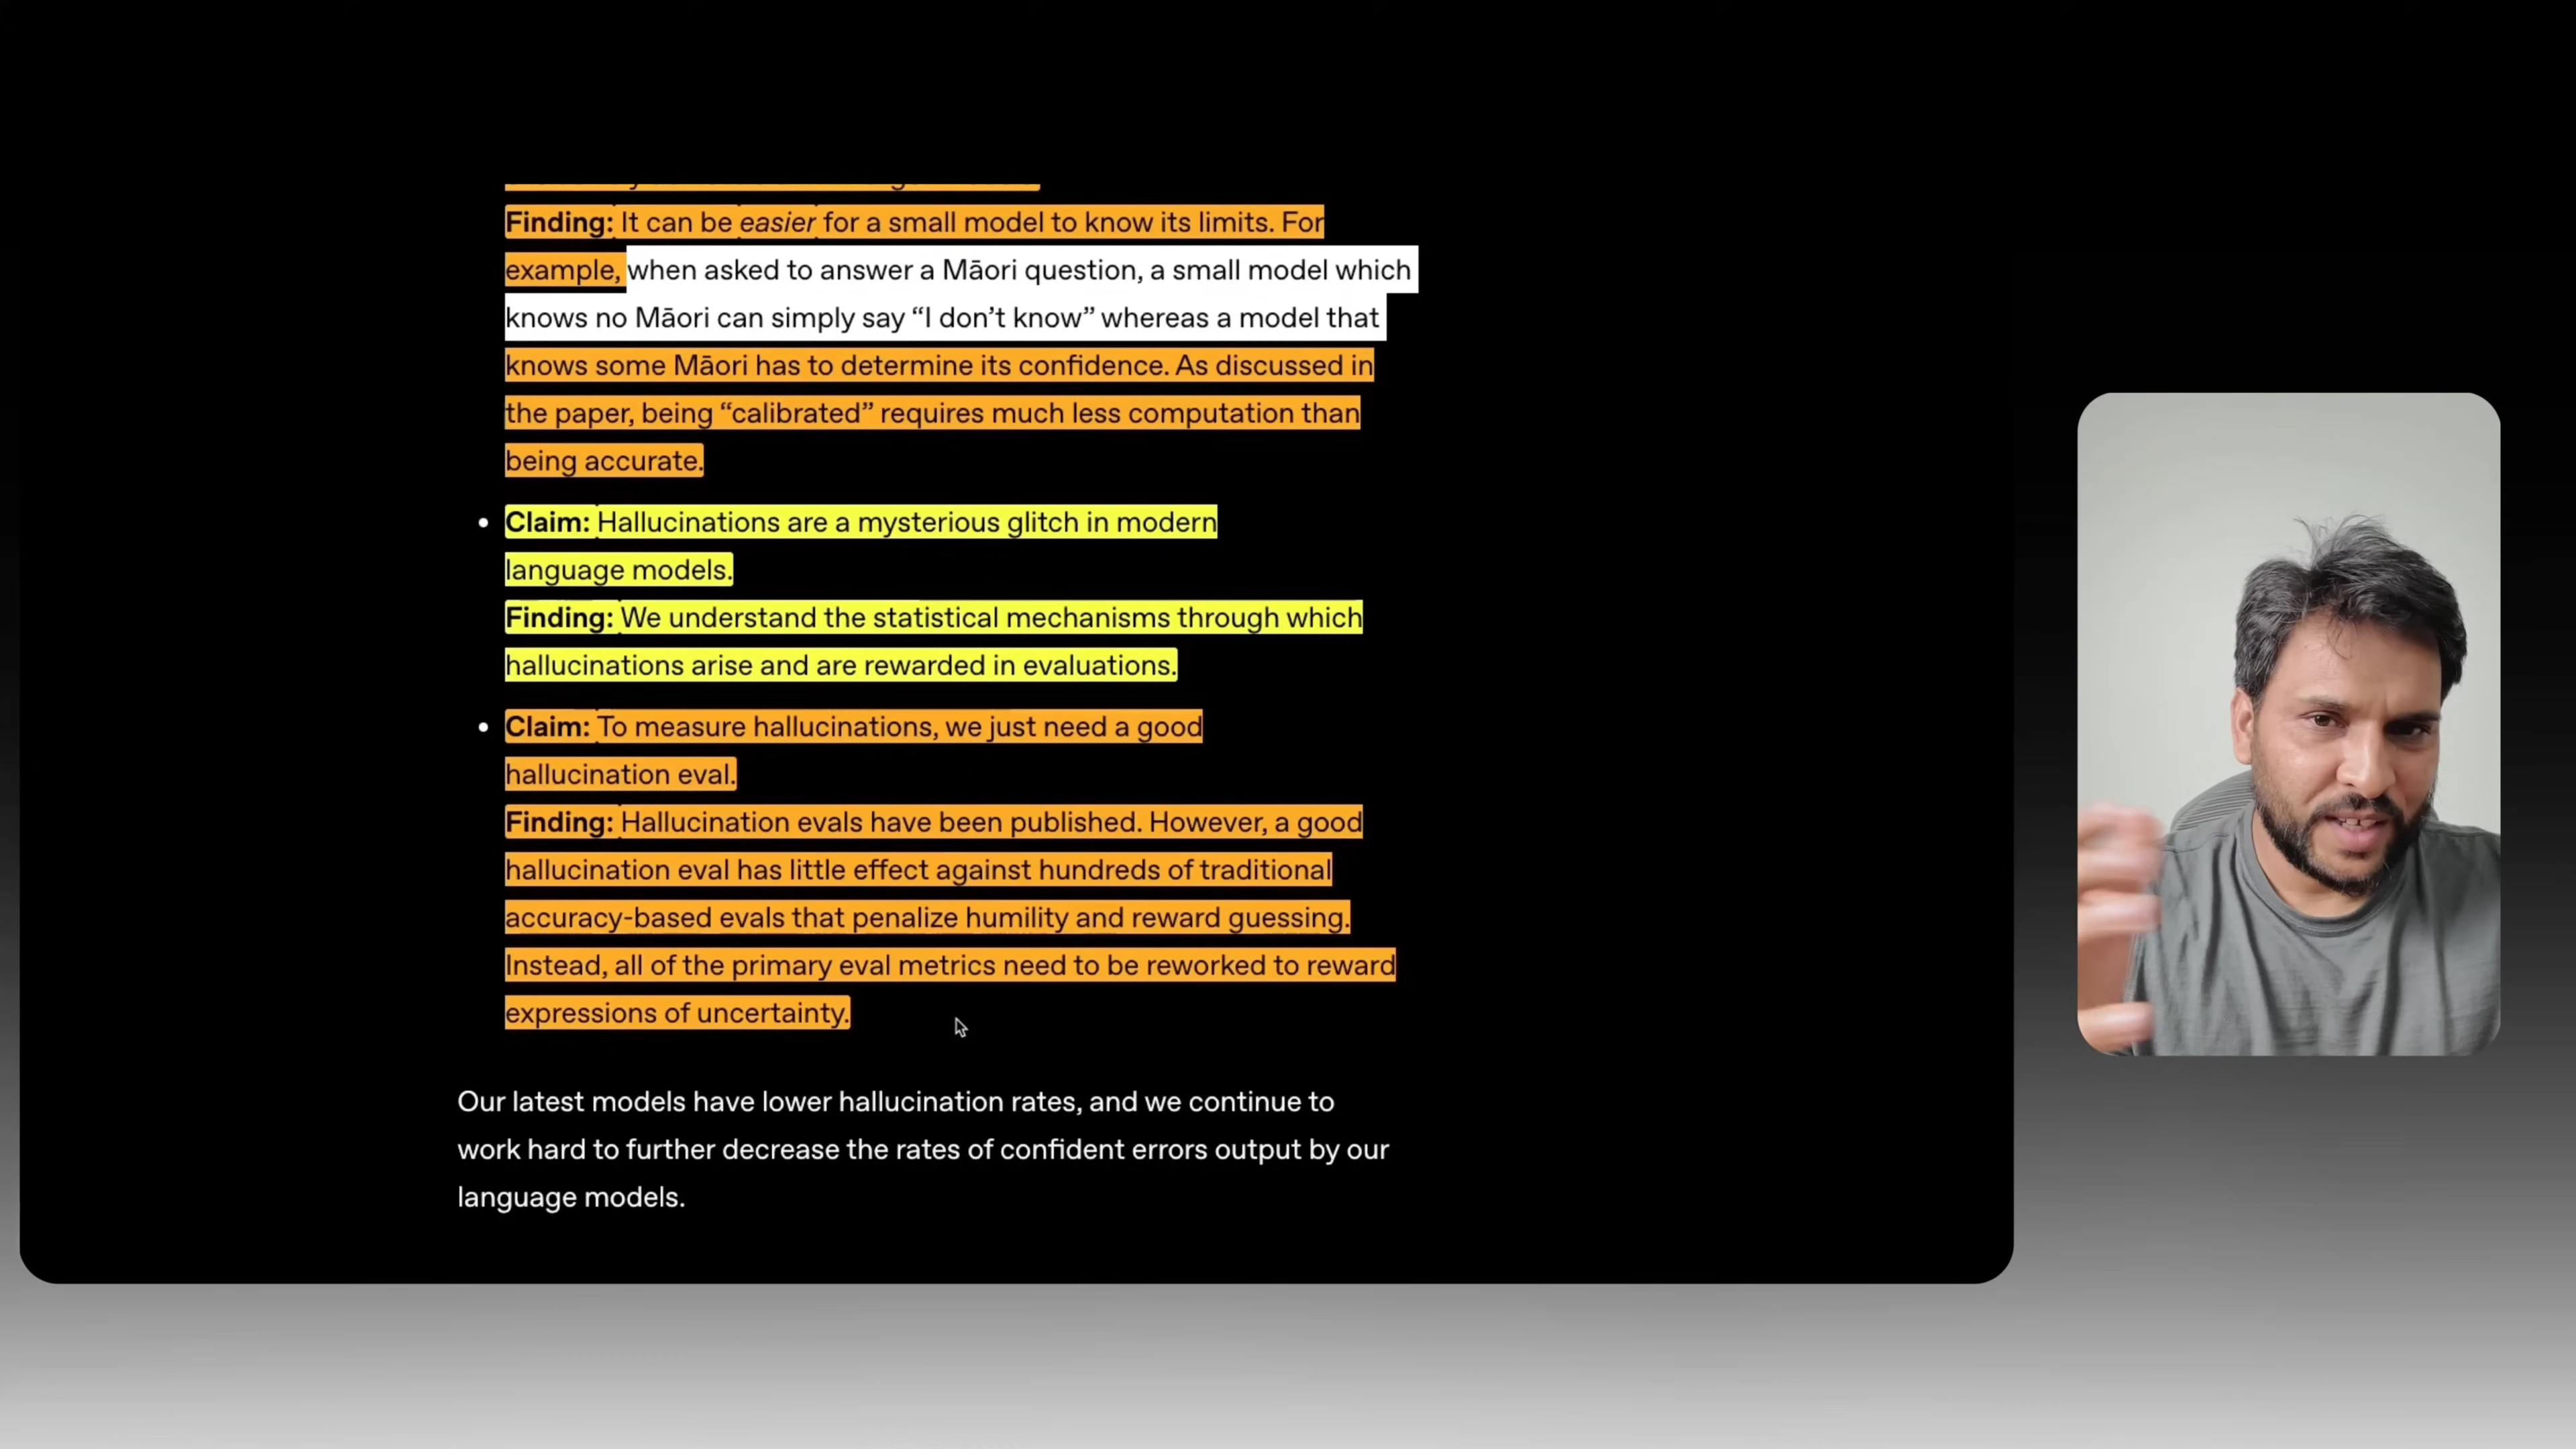 Finding: It can be easier for a small model to know its limits. For
example, when asked to answer a Māori question, a small model which
knows no Māori can simply say “I don’t know” whereas a model that
knows some Māori has to determine its confidence. As discussed in
the paper, being “calibrated” requires much less computation than
being accurate.
• Claim: Hallucinations are a mysterious glitch in modern
language models.
Finding: We understand the statistical mechanisms through which
hallucinations arise and are rewarded in evaluations.
• Claim: To measure hallucinations, we just need a good
hallucination eval.
Finding: Hallucination evals have been published. However, a good
hallucination eval has little effect against hundreds of traditional
accuracy-based evals that penalize humility and reward guessing.
Instead, all of the primary eval metrics need to be reworked to reward
expressions of uncertainty.
Our latest models have lower hallucination rates, and we continue to
work hard to further decrease the rates of confident errors output by our
language models.